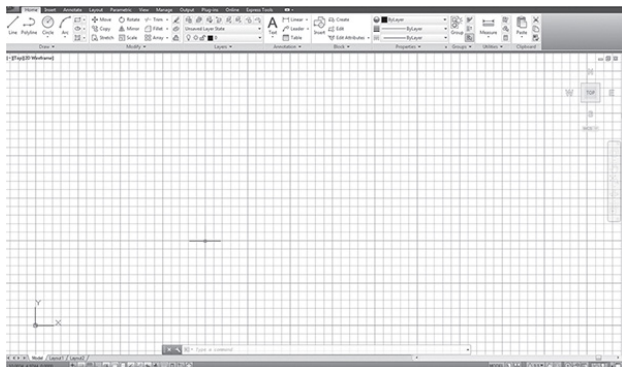 Home Insert Annotate Layout Parametric View Manage Output Plug-ins Online Express Tools
Line Polyline Circle Arc
Move Rotate Trim
Copy Mirror Fillet
Stretch Scale Array
Unsaved Layer State
0
Text
Linear
Leader
Table
Insert
Create
Edit
Edit Attributes
ByLayer
ByLayer
ByLayer
Group
Measure
Paste
Draw Modify Layers Annotation Block Properties Groups Utilities Clipboard
[-][Top][2D Wireframe]
N
W TOP E
Y
X
Type a command
Model Layout1 Layout2